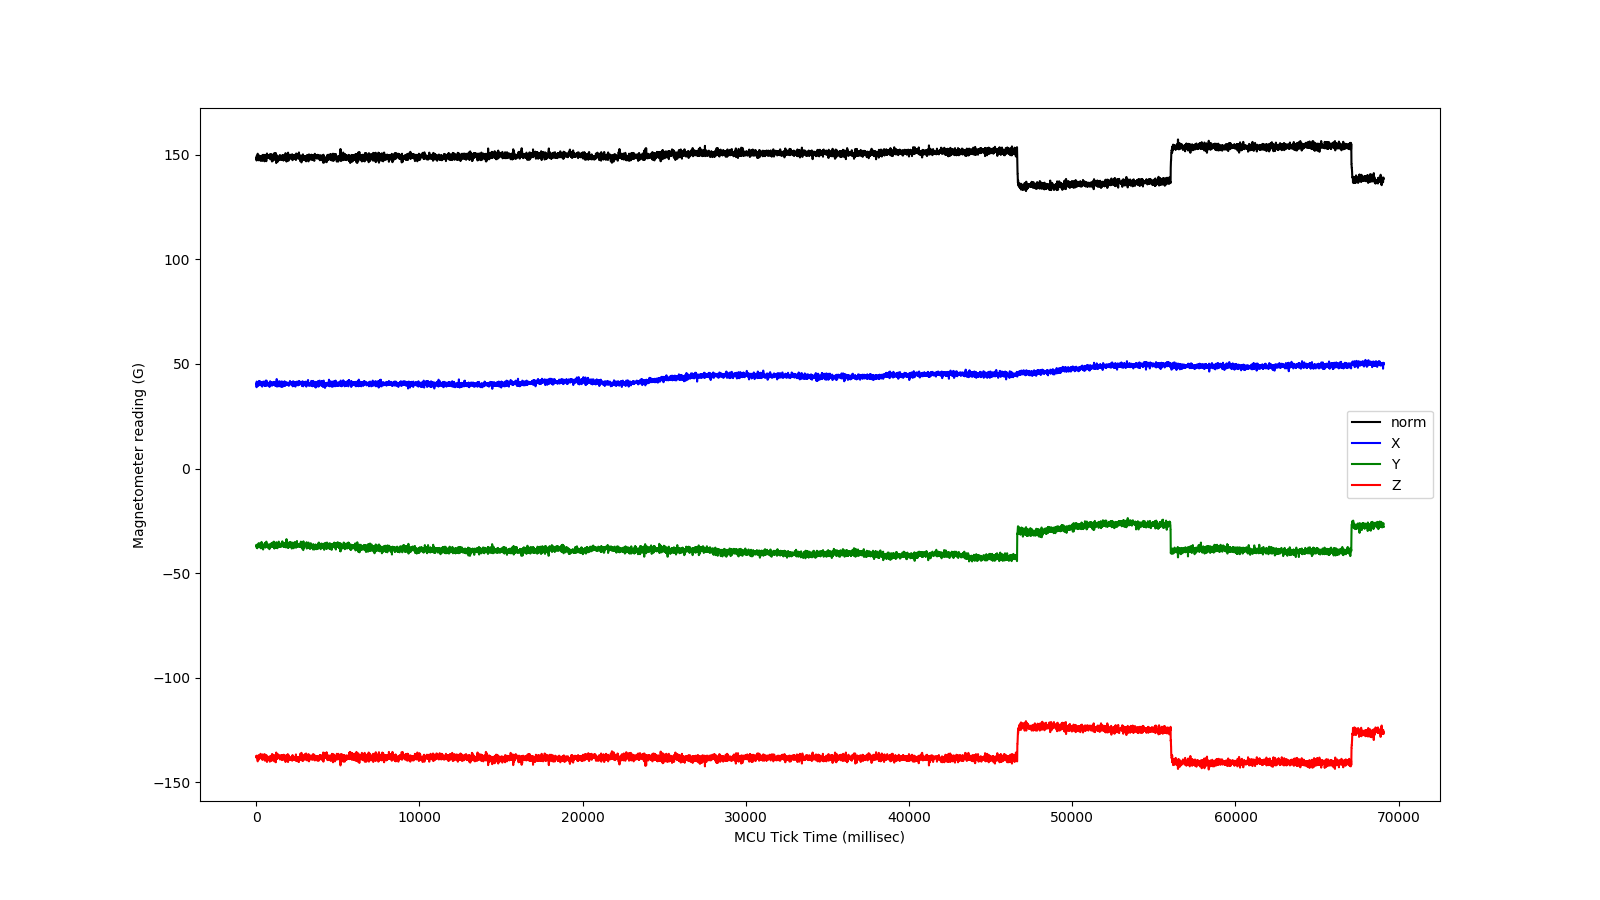 150
100
50
0
−50
−100
−150
Magnetometer reading (G)
norm
X
Y
Z
0 10000 20000 30000 40000 50000 60000 70000
MCU Tick Time (millisec)